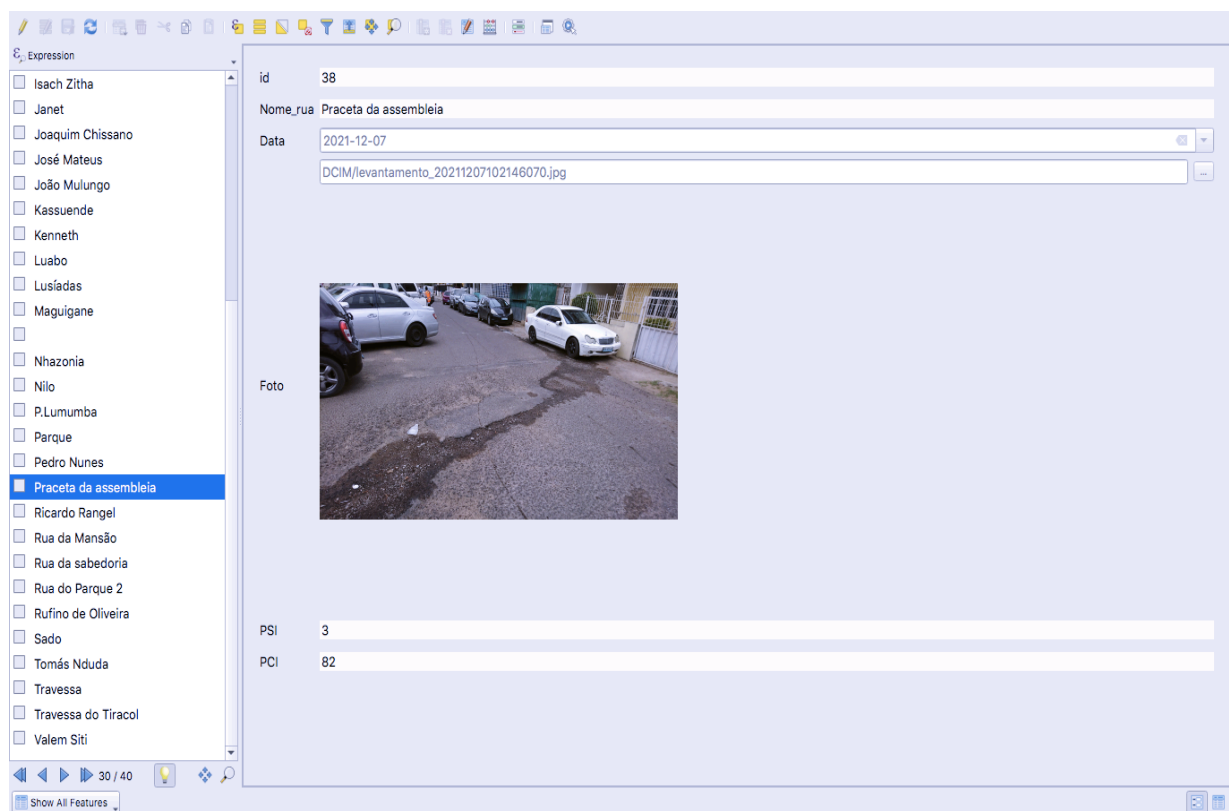 Expression
Isach Zitha
Janet
Joaquim Chissano
José Mateus
João Mulungo
Kassuende
Kenneth
Luabo
Lusíadas
Maguigane
Nhazonia
Nilo
P.Lumumba
Parque
Pedro Nunes
Praceta da assembleia
Ricardo Rangel
Rua da Mansão
Rua da sabedoria
Rua do Parque 2
Rufino de Oliveira
Sado
Tomás Nduda
Travessa
Travessa do Tiracol
Valem Siti
30 / 40
Show All Features
id 38
Nome_rua Praceta da assembleia
Data 2021-12-07
DCIM/levantamento_20211207102146070.jpg
...
Foto
PSI 3
PCI 82